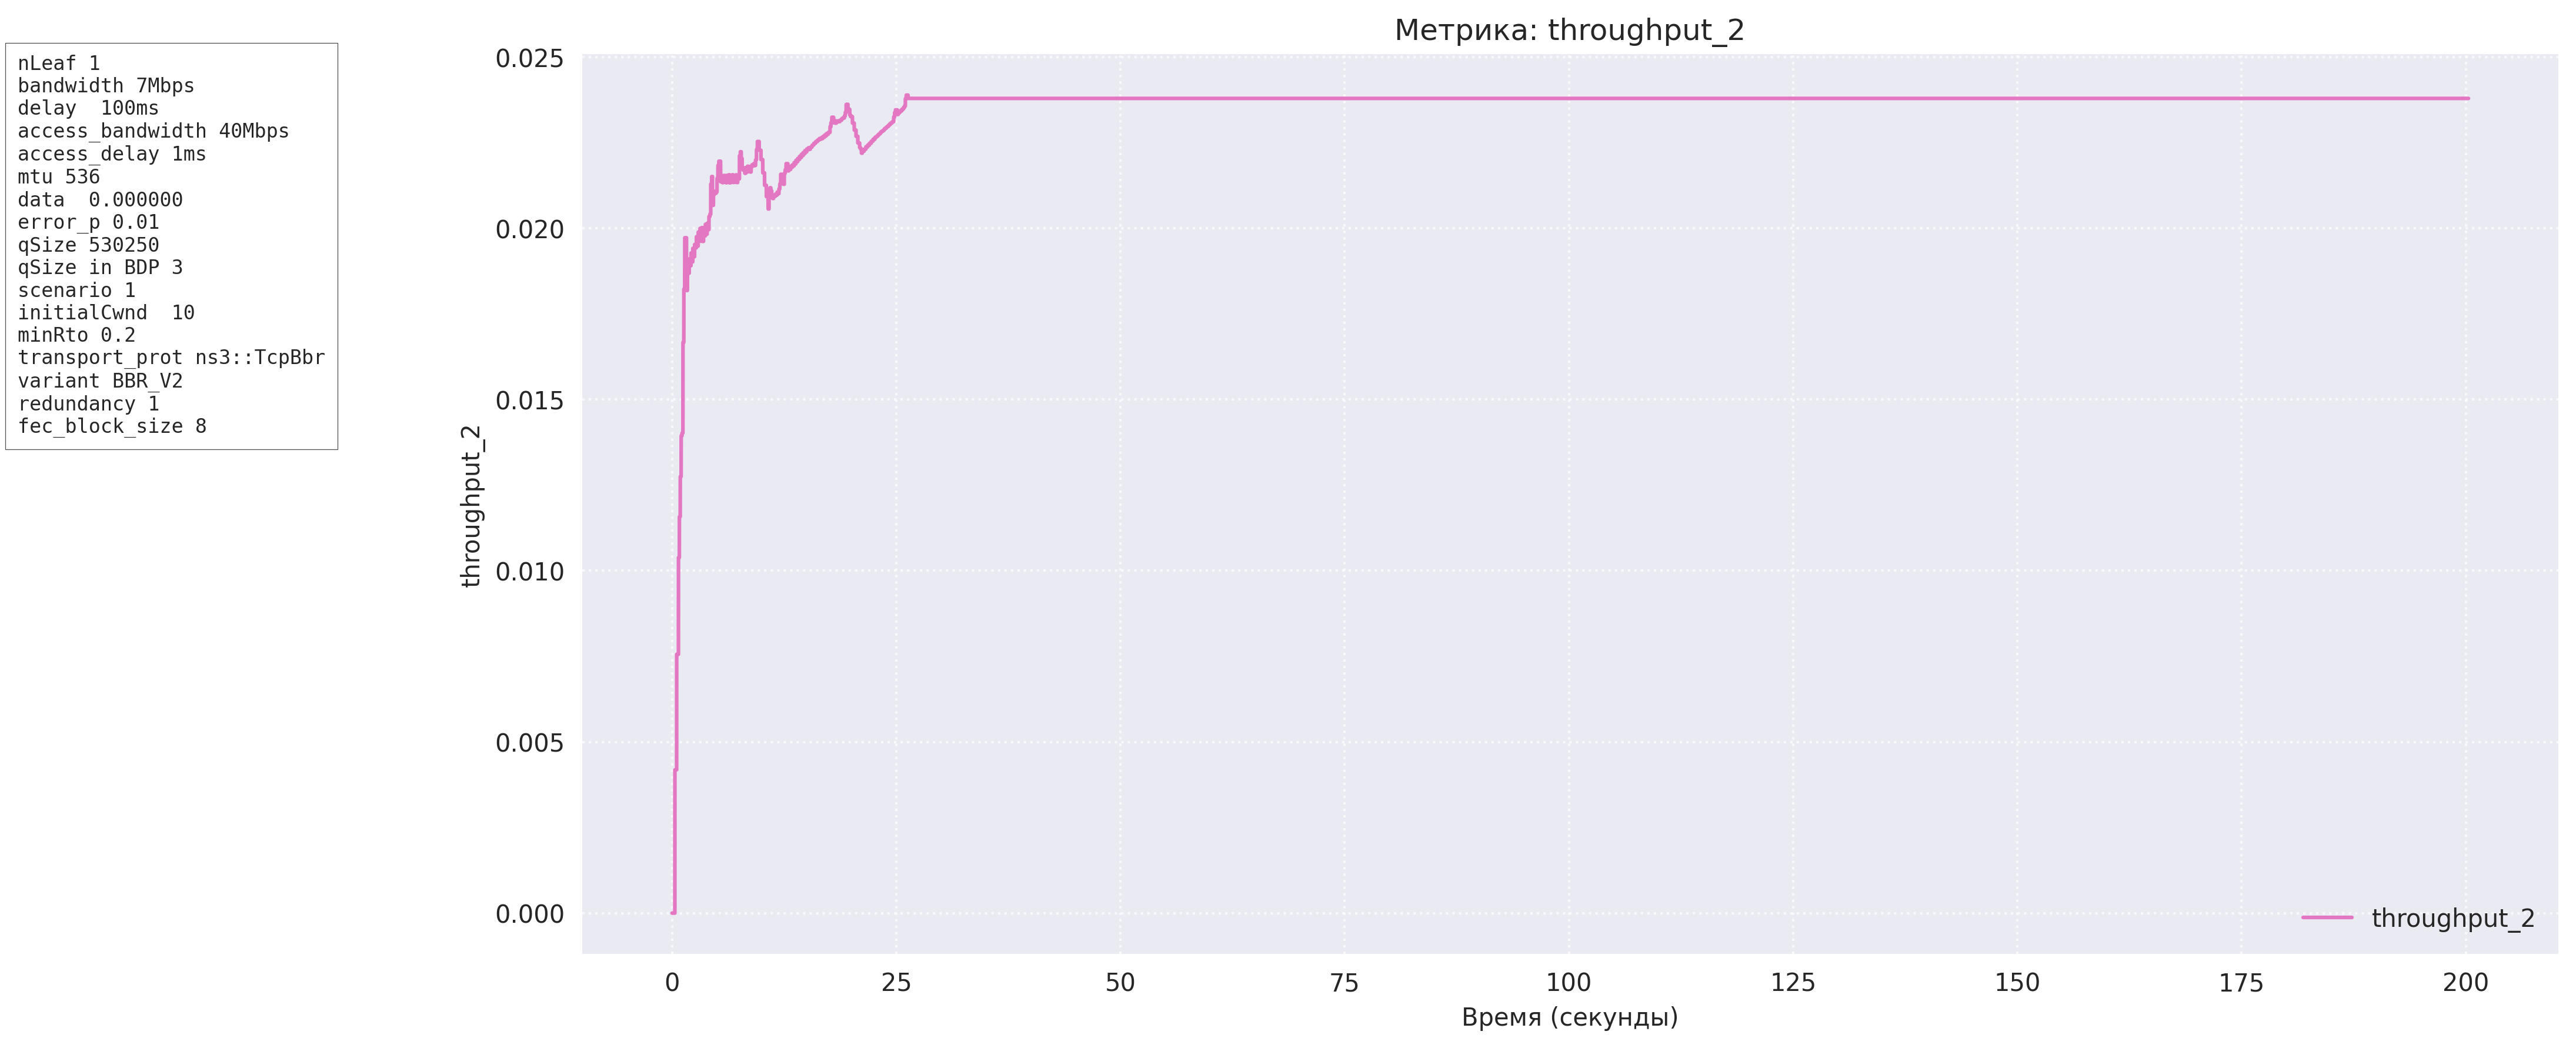 Метрика: throughput_2
nLeaf 1
bandwidth 7Mbps
delay  100ms
access_bandwidth 40Mbps
access_delay 1ms
mtu 536
data  0.000000
error_p 0.01
qSize 530250
qSize in BDP 3
scenario 1
initialCwnd  10
minRto 0.2
transport_prot ns3::TcpBbr
variant BBR_V2
redundancy 1
fec_block_size 8
throughput_2
0.025
0.020
0.015
0.010
0.005
0.000
throughput_2
0 25 50 75 100 125 150 175 200
Время (секунды)